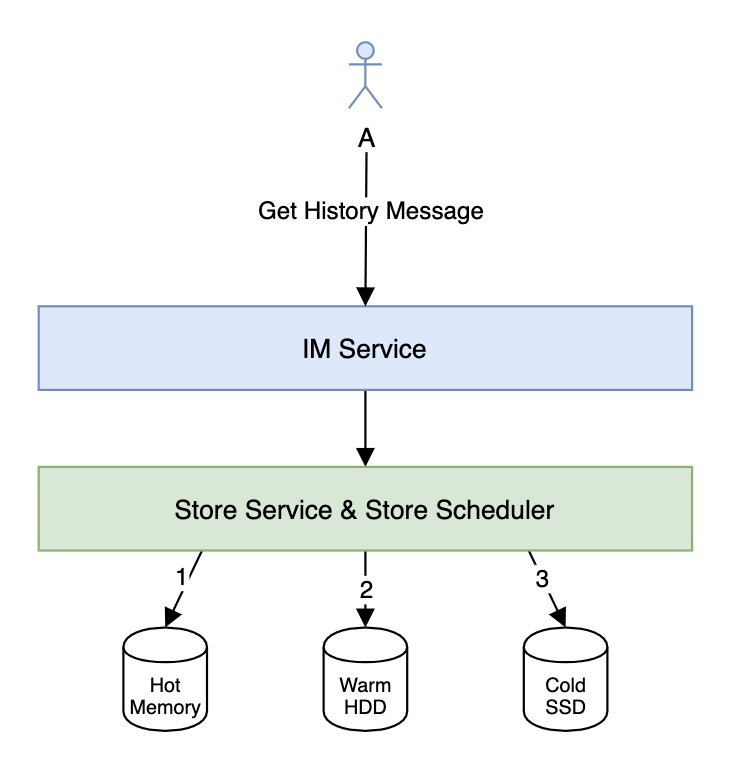 A
Get History Message
IM Service
Store Service & Store Scheduler
1
2
3
Hot
Memory
Warm
HDD
Cold
SSD